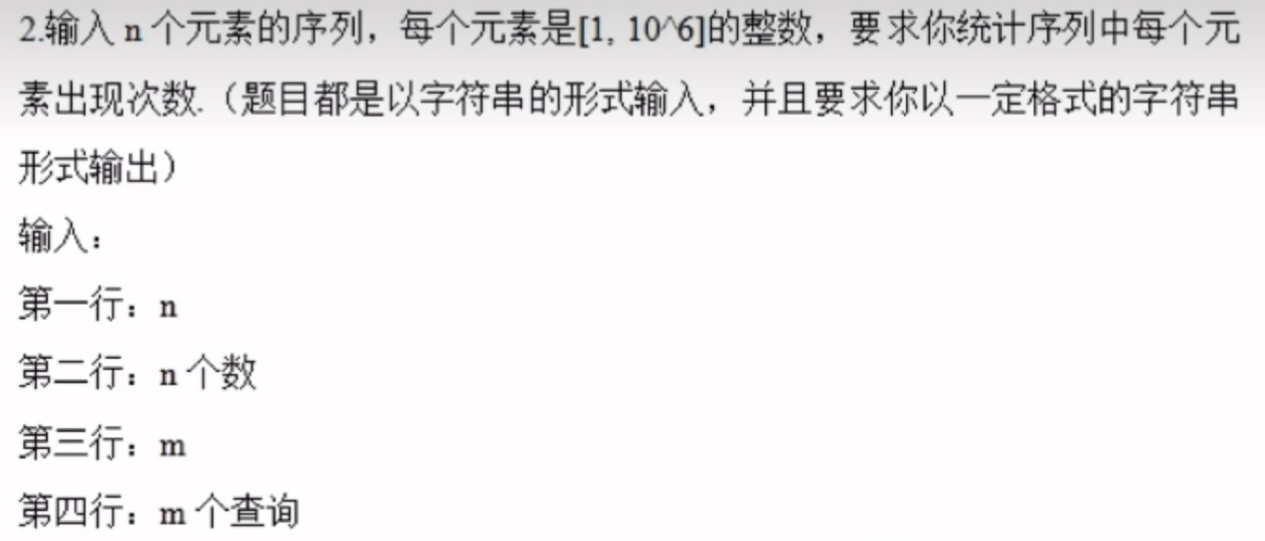 2.输入 n 个元素的序列，每个元素是[1, 10^6]的整数，要求你统计序列中每个元
素出现次数.（题目都是以字符串的形式输入，并且要求你以一定格式的字符串
形式输出）
输入：
第一行：n
第二行：n 个数
第三行：m
第四行：m 个查询